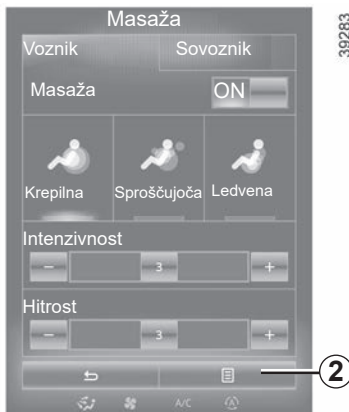 Masaža
Voznik Sovoznik
Masaža ON
Krepilna Sproščujoča Ledvena
Intenzivnost
− 3 +
Hitrost
− 3 +
A/C A
2
39283